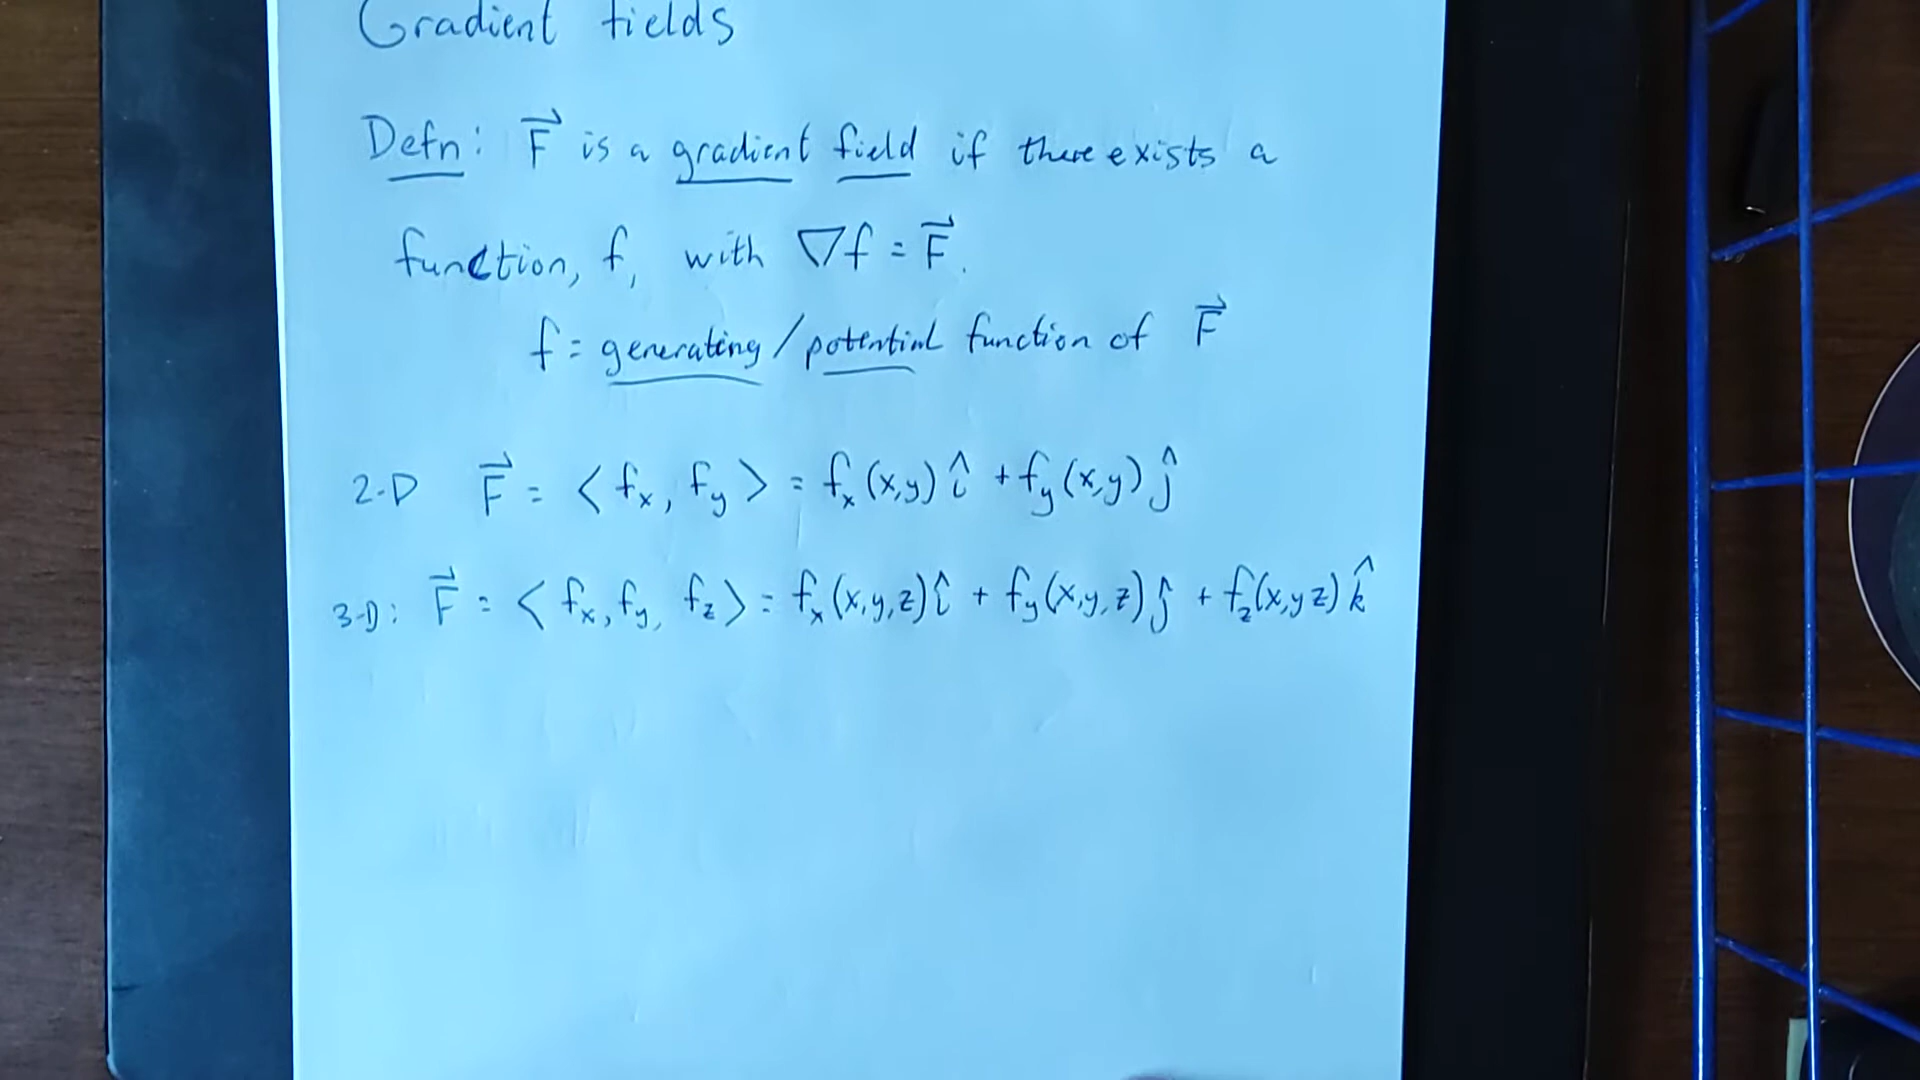 Gradient fields
Defn: F⃗ is a gradient field if there exists a
function, f, with ∇f = F⃗.
f = generating / potential function of F⃗
2-D F⃗ = <fx, fy> = fx(x,y) î + fy(x,y) ĵ
3-D: F⃗ = <fx, fy, fz> = fx(x,y,z) î + fy(x,y,z) ĵ + fz(x,y z) k̂